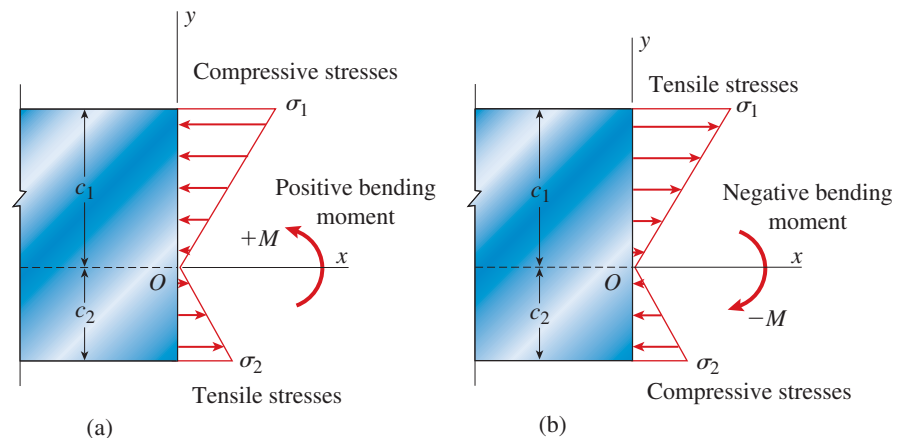 y
Compressive stresses
σ1
c1
Positive bending
moment
+M
x
O
c2
σ2
Tensile stresses
(a)
y
Tensile stresses
σ1
c1
Negative bending
moment
x
O
c2
−M
σ2
Compressive stresses
(b)